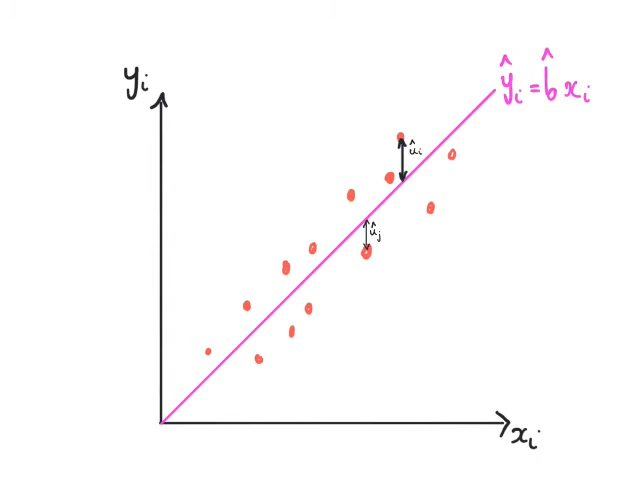 yᵢ
ŷᵢ = b̂ xᵢ
ûᵢ
ûⱼ
xᵢ